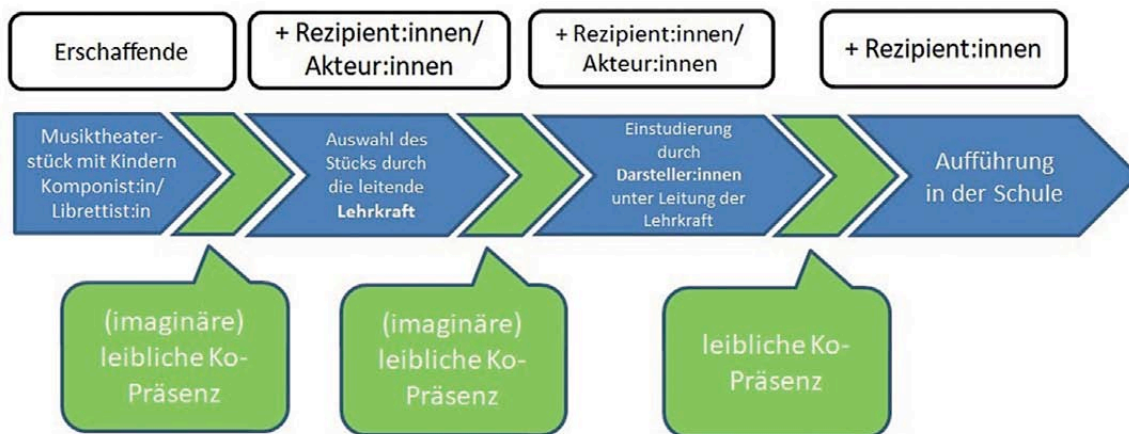 Erschaffende
+ Rezipient:innen/
Akteur:innen
+ Rezipient:innen/
Akteur:innen
+ Rezipient:innen
Musiktheater-
stück mit Kindern
Komponist:in/
Librettist:in
Auswahl des
Stücks durch
die leitende
Lehrkraft
Einstudierung
durch
Darsteller:innen
unter Leitung der
Lehrkraft
Aufführung
in der Schule
(imaginäre)
leibliche Ko-
Präsenz
(imaginäre)
leibliche Ko-
Präsenz
leibliche Ko-
Präsenz